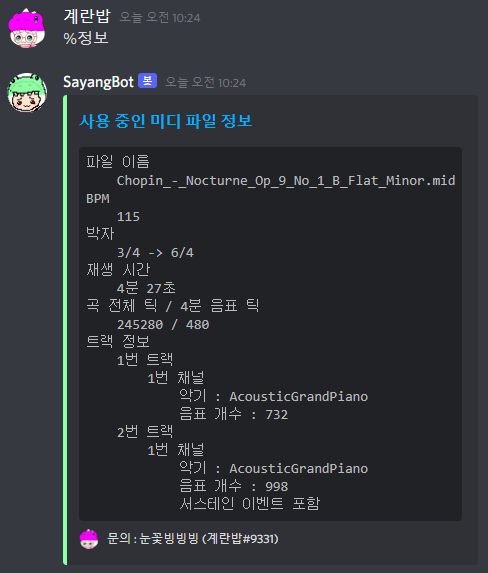 계란밥 오늘 오전 10:24
%정보
SayangBot 봇 오늘 오전 10:24
사용 중인 미디 파일 정보
파일 이름
Chopin_-_Nocturne_Op_9_No_1_B_Flat_Minor.mid
BPM
115
박자
3/4 -> 6/4
재생 시간
4분 27초
곡 전체 틱 / 4분 음표 틱
245280 / 480
트랙 정보
1번 트랙
1번 채널
악기 : AcousticGrandPiano
음표 개수 : 732
2번 트랙
1번 채널
악기 : AcousticGrandPiano
음표 개수 : 998
서스테인 이벤트 포함
문의 : 눈꽃빙빙빙 (계란밥#9331)